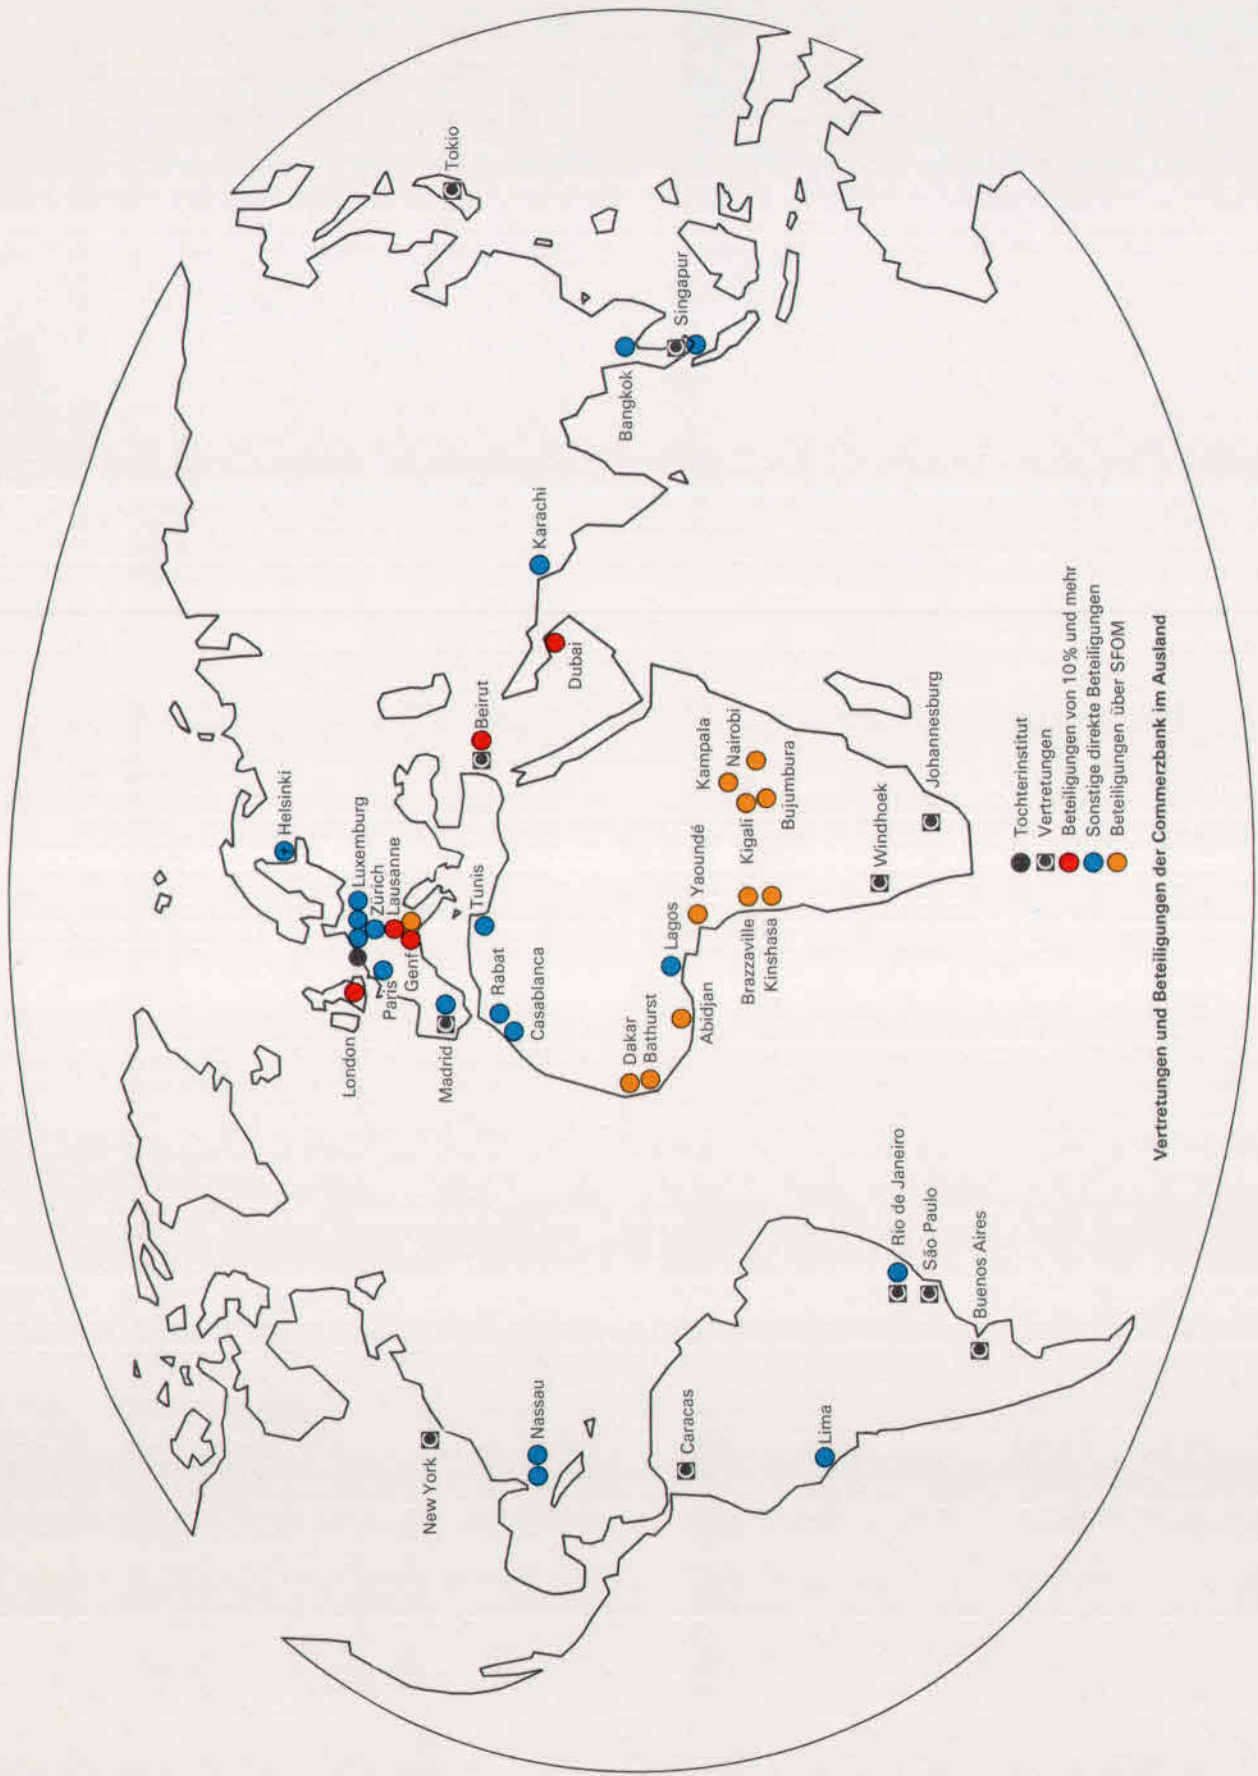 Helsinki
London
Luxemburg
Zürich
Lausanne
Paris
Genf
Madrid
Tunis
Rabat
Casablanca
Beirut
Dubai
Karachi
Bangkok
Singapur
Tokio
New York
Nassau
Caracas
Lima
Rio de Janeiro
São Paulo
Buenos Aires
Dakar
Bathurst
Abidjan
Lagos
Yaoundé
Kampala
Nairobi
Kigali
Bujumbura
Brazzaville
Kinshasa
Windhoek
Johannesburg
Tochterinstitut
Vertretungen
Beteiligungen von 10% und mehr
Sonstige direkte Beteiligungen
Beteiligungen über SFOM
Vertretungen und Beteiligungen der Commerzbank im Ausland